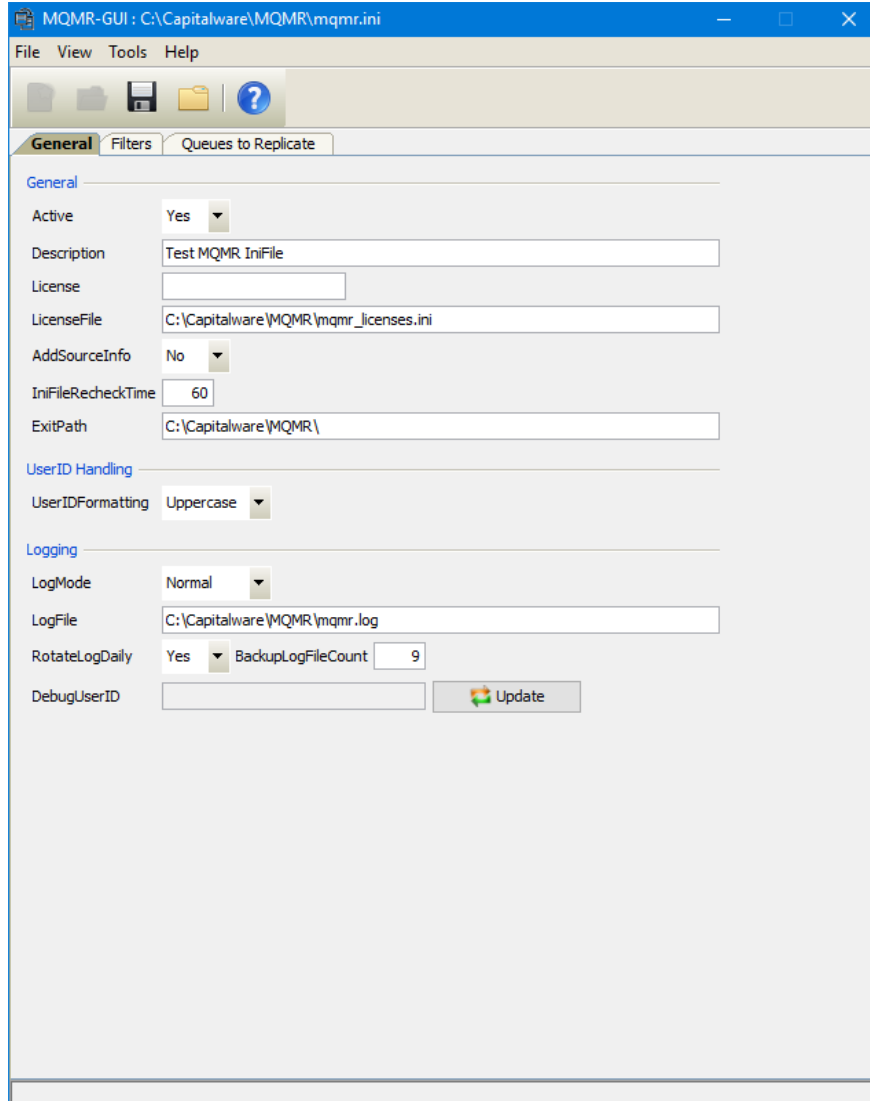 MQMR-GUI : C:\Capitalware\MQMR\mqmr.ini
File View Tools Help
General Filters Queues to Replicate
General
Active Yes
Description Test MQMR IniFile
License
LicenseFile C:\Capitalware\MQMR\mqmr_licenses.ini
AddSourceInfo No
IniFileRecheckTime 60
ExitPath C:\Capitalware\MQMR\
UserID Handling
UserIDFormatting Uppercase
Logging
LogMode Normal
LogFile C:\Capitalware\MQMR\mqmr.log
RotateLogDaily Yes BackupLogFileCount 9
DebugUserID Update